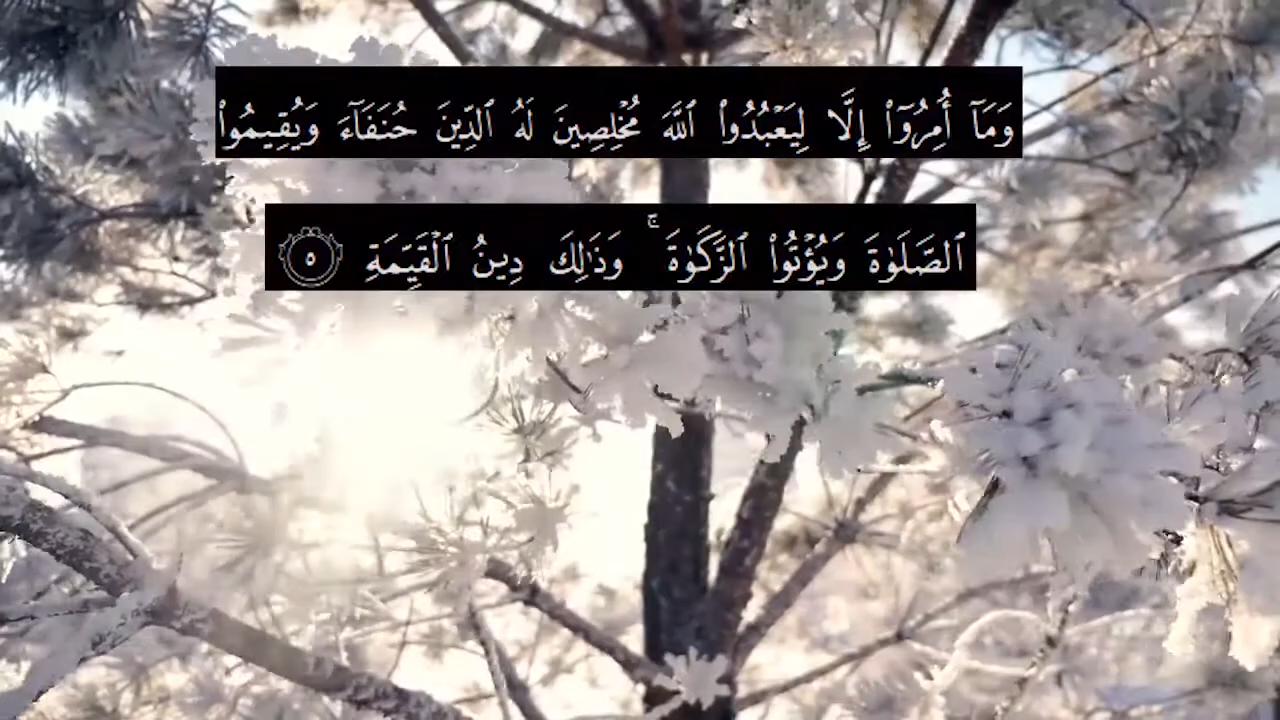 وَمَآ أُمِرُوٓا۟ إِلَّا لِيَعْبُدُوا۟ ٱللَّهَ مُخْلِصِينَ لَهُ ٱلدِّينَ حُنَفَآءَ وَيُقِيمُوا۟
ٱلصَّلَوٰةَ وَيُؤْتُوا۟ ٱلزَّكَوٰةَ ۚ وَذَٰلِكَ دِينُ ٱلْقَيِّمَةِ ٥